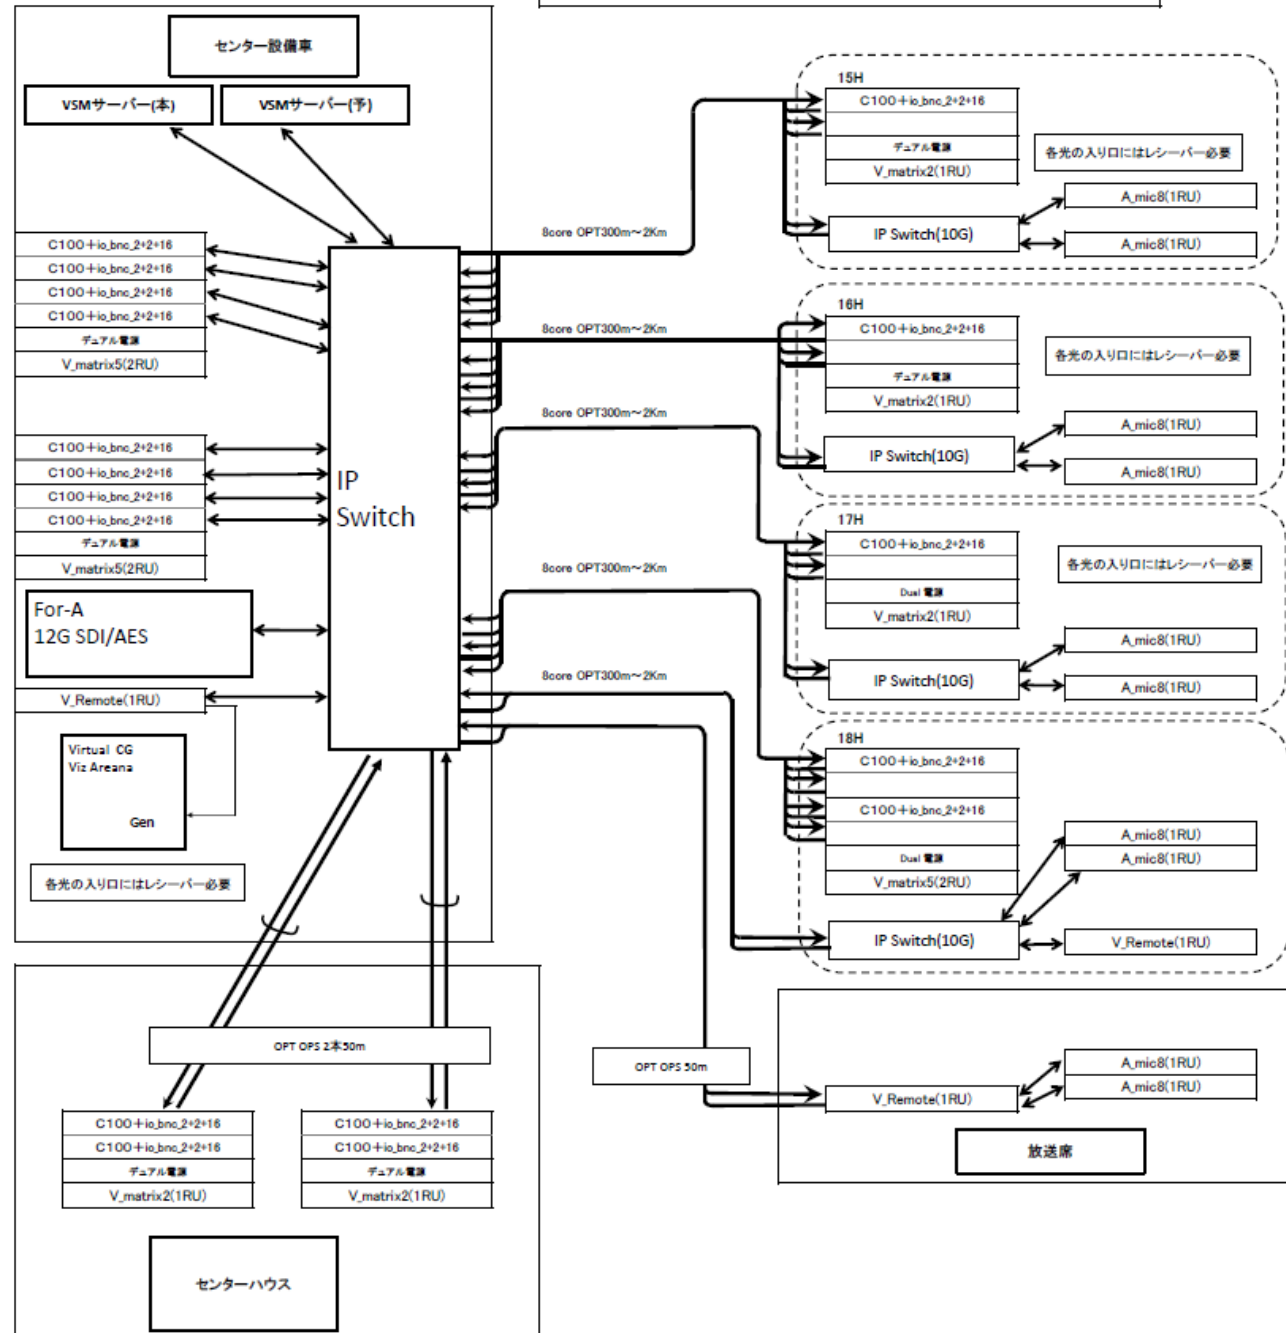 センター設備車
VSMサーバー(本)
VSMサーバー(予)
C100+io_bnc_2+2+16
C100+io_bnc_2+2+16
C100+io_bnc_2+2+16
C100+io_bnc_2+2+16
デュアル電源
V_matrix5(2RU)
C100+io_bnc_2+2+16
C100+io_bnc_2+2+16
C100+io_bnc_2+2+16
C100+io_bnc_2+2+16
デュアル電源
V_matrix5(2RU)
For-A
12G SDI/AES
V_Remote(1RU)
Virtual CG
Viz Areana
Gen
各光の入り口にはレシーバー必要
IP
Switch
8core OPT300m～2Km
8core OPT300m～2Km
8core OPT300m～2Km
8core OPT300m～2Km
8core OPT300m～2Km
15H
C100+io_bnc_2+2+16
デュアル電源
V_matrix2(1RU)
各光の入り口にはレシーバー必要
IP Switch(10G)
A_mic8(1RU)
A_mic8(1RU)
16H
C100+io_bnc_2+2+16
デュアル電源
V_matrix2(1RU)
各光の入り口にはレシーバー必要
IP Switch(10G)
A_mic8(1RU)
A_mic8(1RU)
17H
C100+io_bnc_2+2+16
Dual 電源
V_matrix2(1RU)
各光の入り口にはレシーバー必要
IP Switch(10G)
A_mic8(1RU)
A_mic8(1RU)
18H
C100+io_bnc_2+2+16
C100+io_bnc_2+2+16
Dual 電源
V_matrix5(2RU)
A_mic8(1RU)
A_mic8(1RU)
IP Switch(10G)
V_Remote(1RU)
OPT OPS 2本50m
OPT OPS 50m
V_Remote(1RU)
A_mic8(1RU)
A_mic8(1RU)
放送席
C100+io_bnc_2+2+16
C100+io_bnc_2+2+16
デュアル電源
V_matrix2(1RU)
C100+io_bnc_2+2+16
C100+io_bnc_2+2+16
デュアル電源
V_matrix2(1RU)
センターハウス